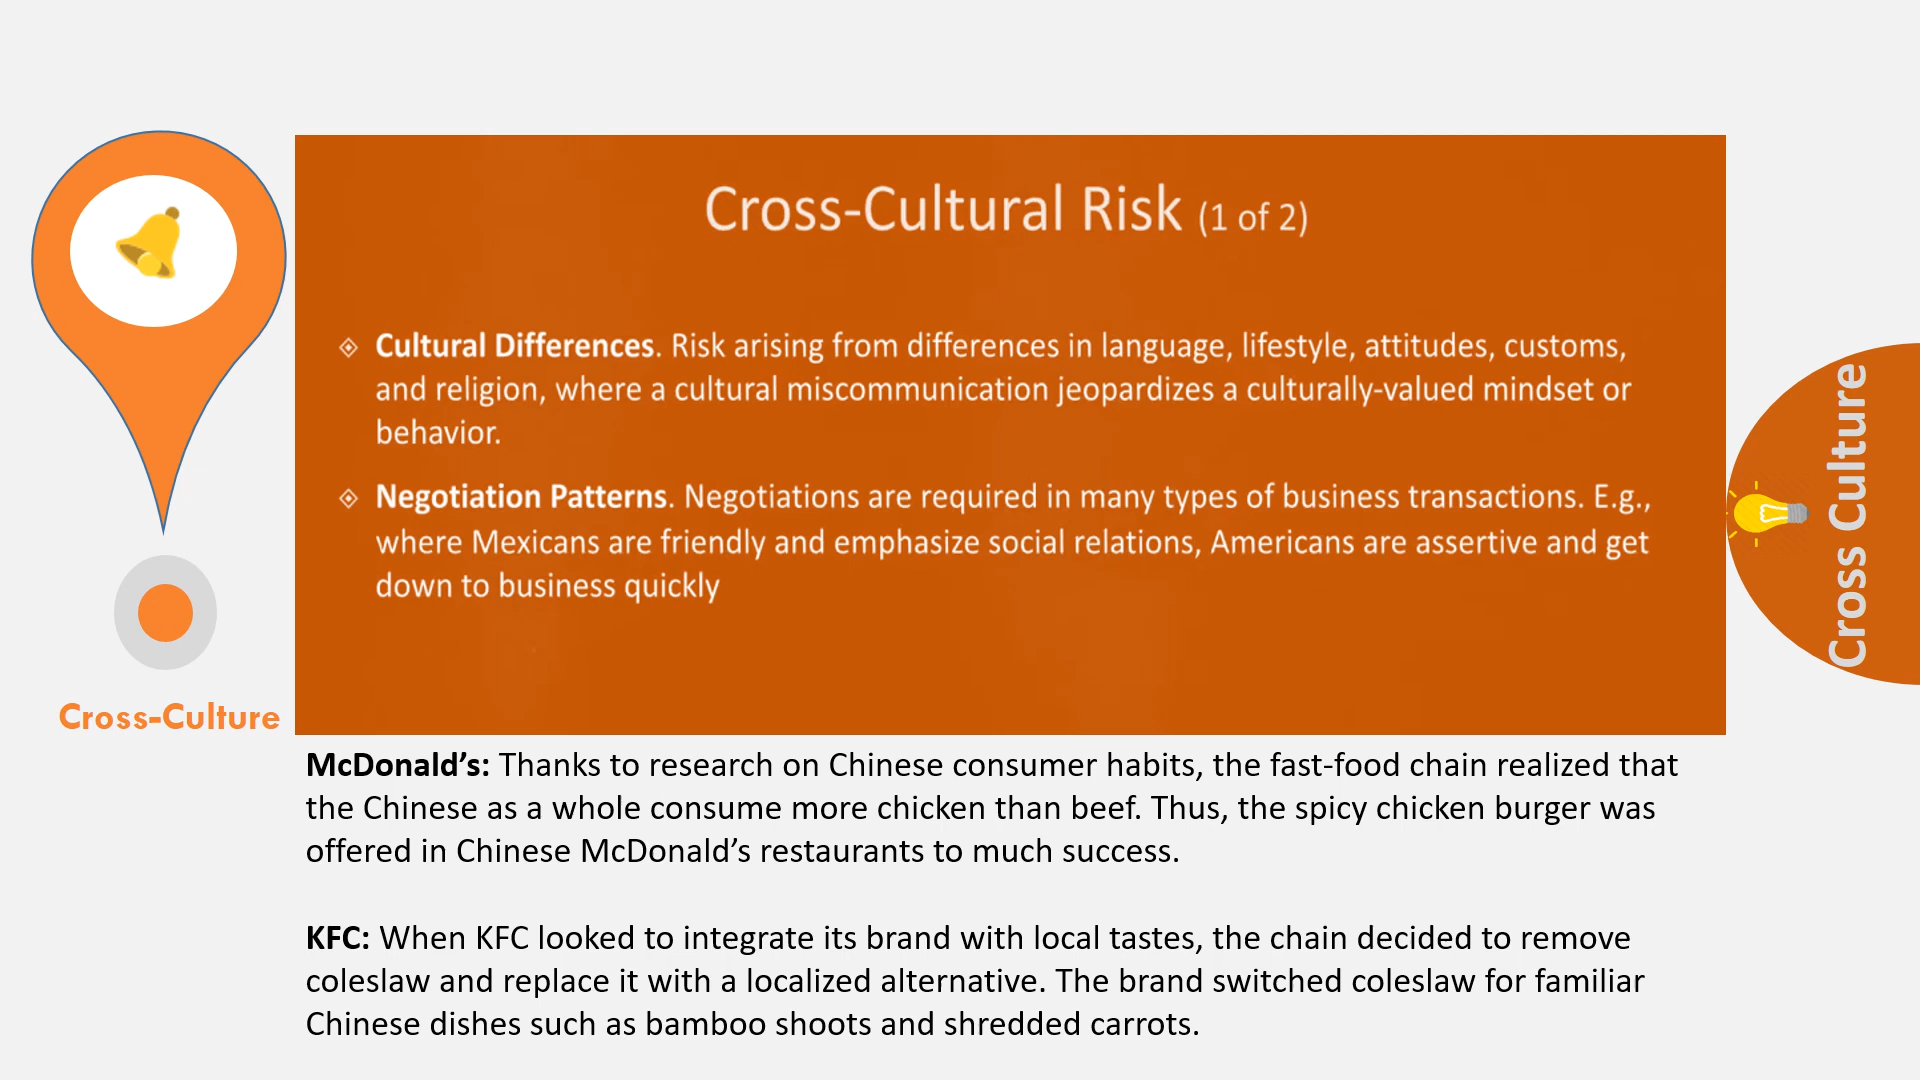 Cross-Cultural Risk (1 of 2)
Cultural Differences. Risk arising from differences in language, lifestyle, attitudes, customs,
and religion, where a cultural miscommunication jeopardizes a culturally-valued mindset or
behavior.
Negotiation Patterns. Negotiations are required in many types of business transactions. E.g.,
where Mexicans are friendly and emphasize social relations, Americans are assertive and get
down to business quickly
Cross-Culture
Cross Culture
McDonald’s: Thanks to research on Chinese consumer habits, the fast-food chain realized that
the Chinese as a whole consume more chicken than beef. Thus, the spicy chicken burger was
offered in Chinese McDonald’s restaurants to much success.
KFC: When KFC looked to integrate its brand with local tastes, the chain decided to remove
coleslaw and replace it with a localized alternative. The brand switched coleslaw for familiar
Chinese dishes such as bamboo shoots and shredded carrots.